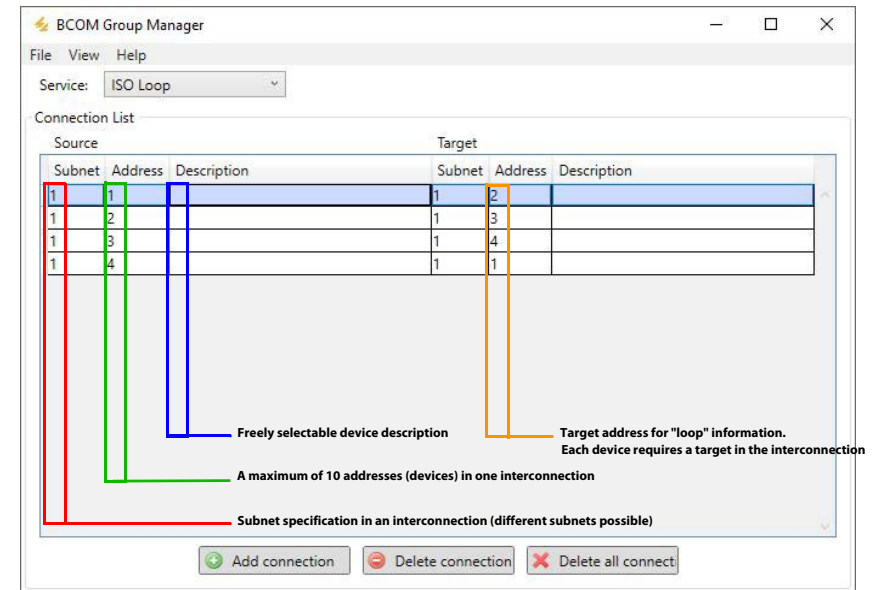 BCOM Group Manager
File View Help
Service: ISO Loop
Connection List
Source Target
Subnet Address Description Subnet Address Description
1 1 1 2
1 2 1 3
1 3 1 4
1 4 1 1
Freely selectable device description
Target address for "loop" information.
Each device requires a target in the interconnection
A maximum of 10 addresses (devices) in one interconnection
Subnet specification in an interconnection (different subnets possible)
Add connection Delete connection Delete all connecti